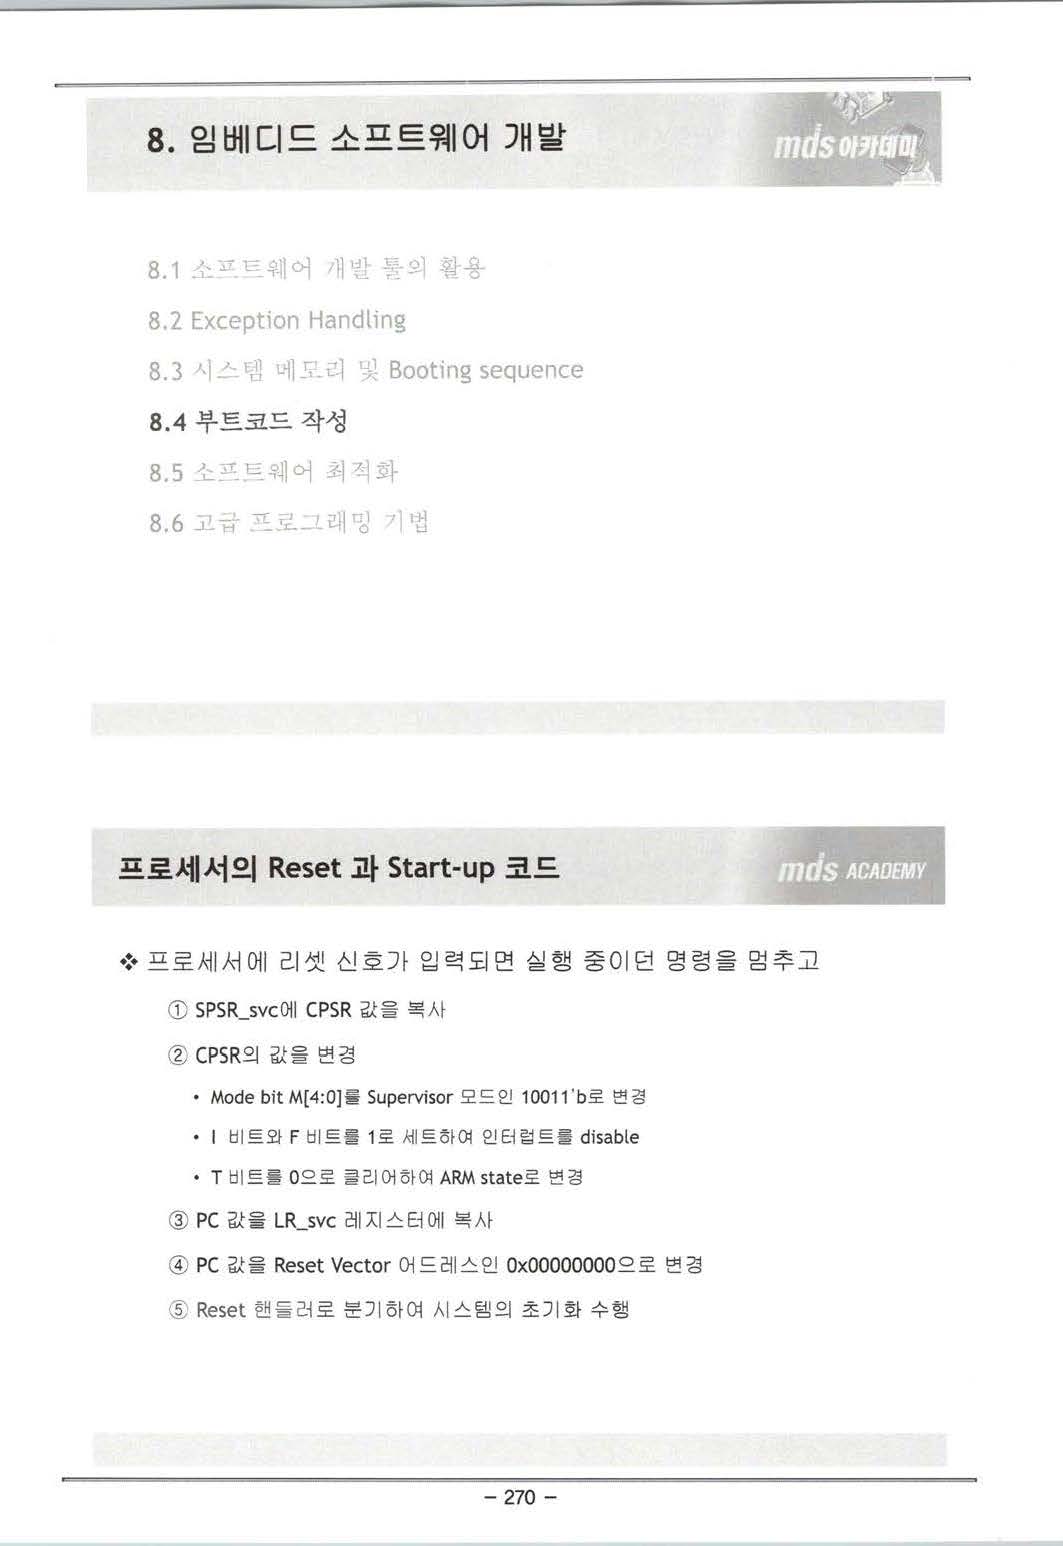 8. 임베디드 소프트웨어 개발
mds 아카데미
8.1 소프트웨어 개발 툴의 활용
8.2 Exception Handling
8.3 시스템 메모리 및 Booting sequence
8.4 부트코드 작성
8.5 소프트웨어 최적화
8.6 고급 프로그래밍 기법
프로세서의 Reset 과 Start-up 코드
mds ACADEMY
❖ 프로세서에 리셋 신호가 입력되면 실행 중이던 명령을 멈추고
① SPSR_svc에 CPSR 값을 복사
② CPSR의 값을 변경
• Mode bit M[4:0]를 Supervisor 모드인 10011'b로 변경
• I 비트와 F 비트를 1로 세트하여 인터럽트를 disable
• T 비트를 0으로 클리어하여 ARM state로 변경
③ PC 값을 LR_svc 레지스터에 복사
④ PC 값을 Reset Vector 어드레스인 0x00000000으로 변경
⑤ Reset 핸들러로 분기하여 시스템의 초기화 수행
- 270 -